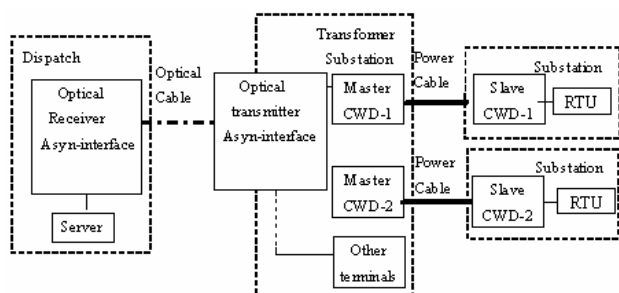 Dispatch
Optical
Receiver
Asyn-interface
Server
Optical
Cable
Transformer
Substation
Optical
transmitter
Asyn-interface
Master
CWD-1
Master
CWD-2
Other
terminals
Power
Cable
Power
Cable
Substation
Slave
CWD-1
RTU
Substation
Slave
CWD-2
RTU